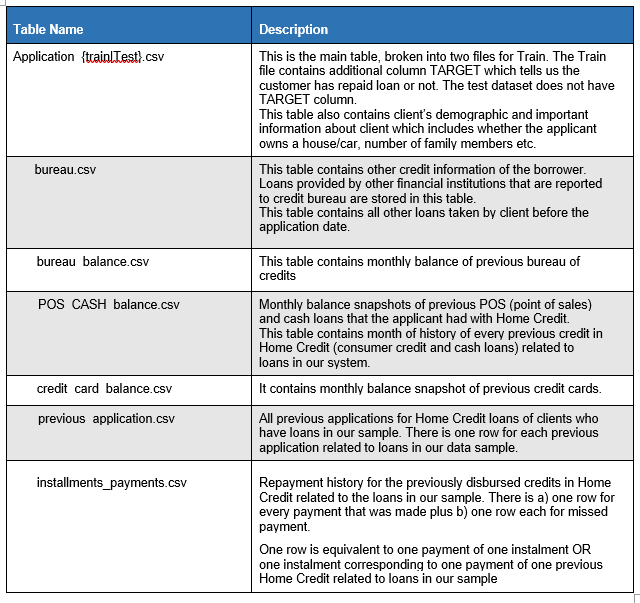 Table Name
Description
Application {train|Test}.csv
This is the main table, broken into two files for Train. The Train
file contains additional column TARGET which tells us the
customer has repaid loan or not. The test dataset does not have
TARGET column.
This table also contains client's demographic and important
information about client which includes whether the applicant
owns a house/car, number of family members etc.
bureau.csv
This table contains other credit information of the borrower.
Loans provided by other financial institutions that are reported
to credit bureau are stored in this table.
This table contains all other loans taken by client before the
application date.
bureau balance.csv
This table contains monthly balance of previous bureau of
credits
POS CASH balance.csv
Monthly balance snapshots of previous POS (point of sales)
and cash loans that the applicant had with Home Credit.
This table contains month of history of every previous credit in
Home Credit (consumer credit and cash loans) related to
loans in our system.
credit card balance.csv
It contains monthly balance snapshot of previous credit cards.
previous application.csv
All previous applications for Home Credit loans of clients who
have loans in our sample. There is one row for each previous
application related to loans in our data sample.
installments_payments.csv
Repayment history for the previously disbursed credits in Home
Credit related to the loans in our sample. There is a) one row for
every payment that was made plus b) one row each for missed
payment.
One row is equivalent to one payment of one instalment OR
one instalment corresponding to one payment of one previous
Home Credit related to loans in our sample